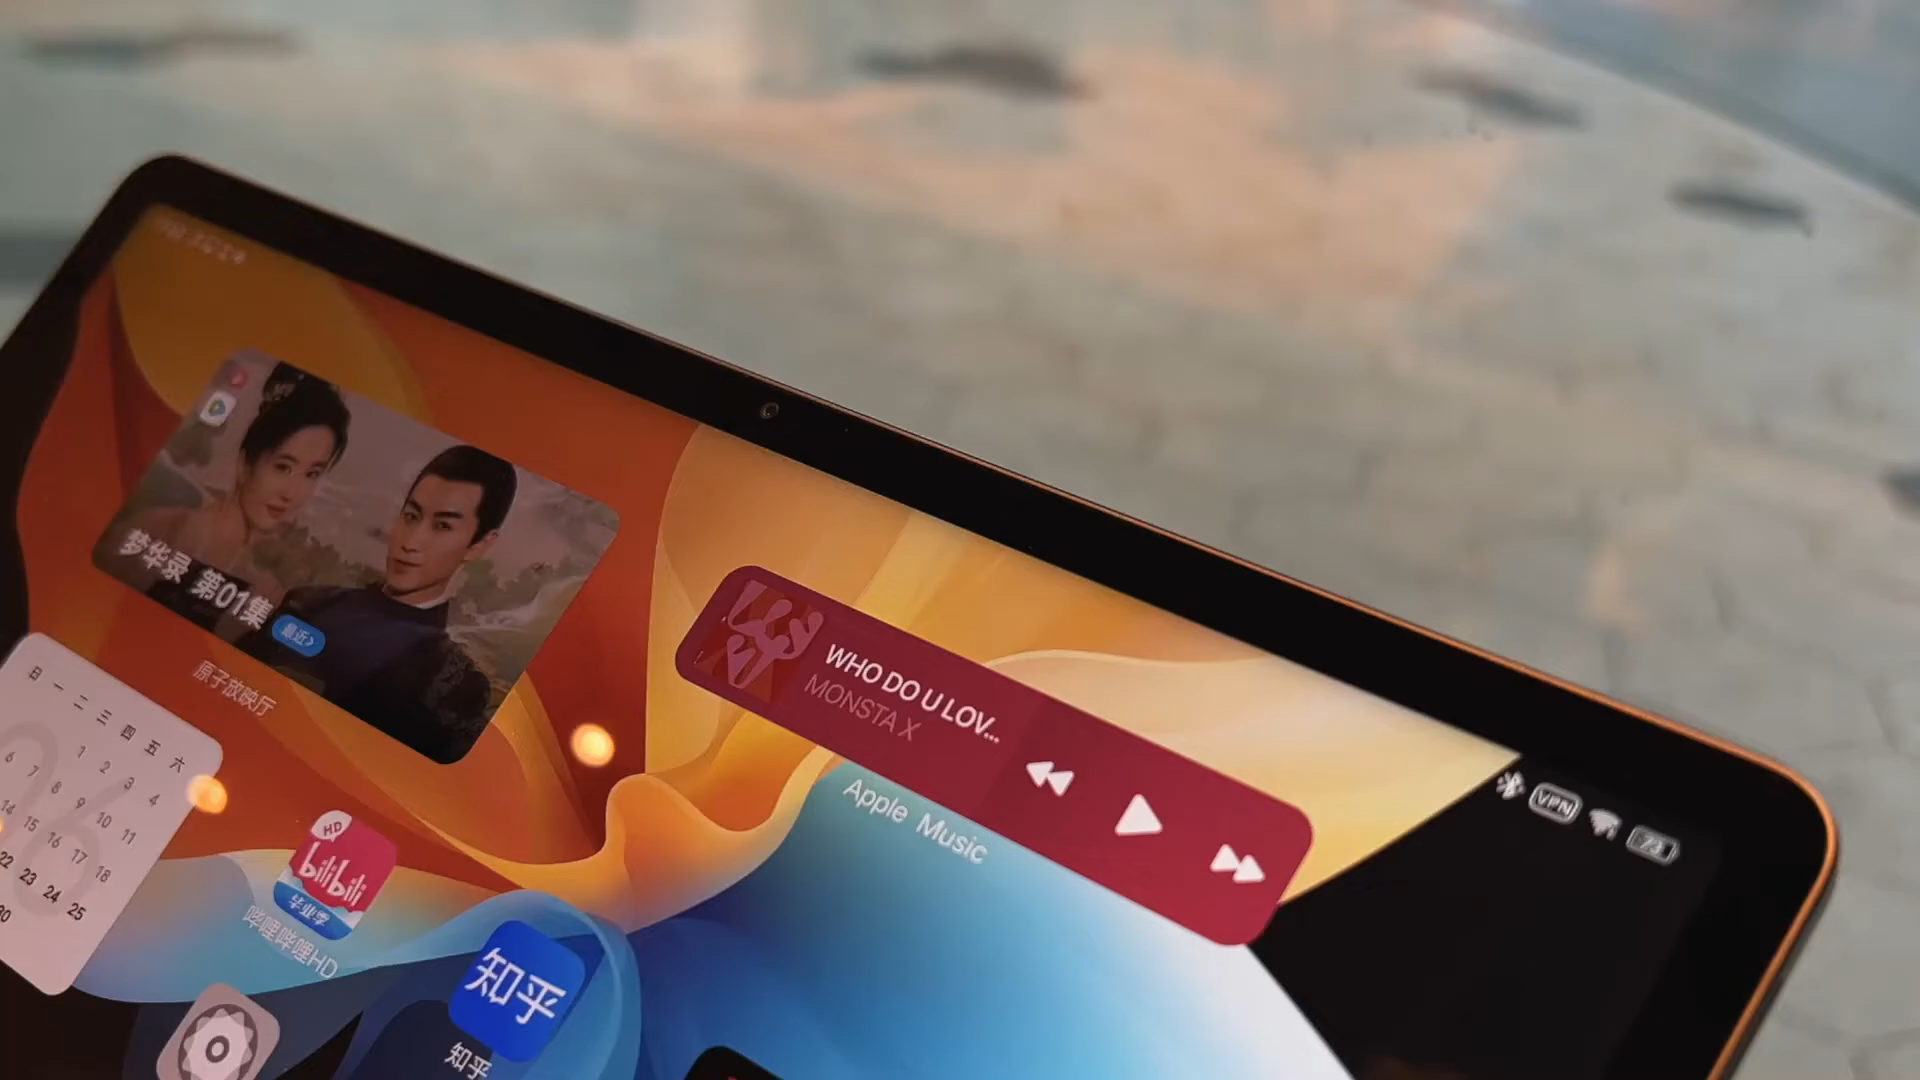 梦华录 第01集
最近>
原子放映厅
WHO DO U LOV...
MONSTA X
Apple Music
VPN
73
日 一 二 三 四 五 六
1 2 3 4
6 7 8 9 10 11
14 15 16 17 18
22 23 24 25
30
HD
bilibili
毕业季
哔哩哔哩HD
知乎
知乎